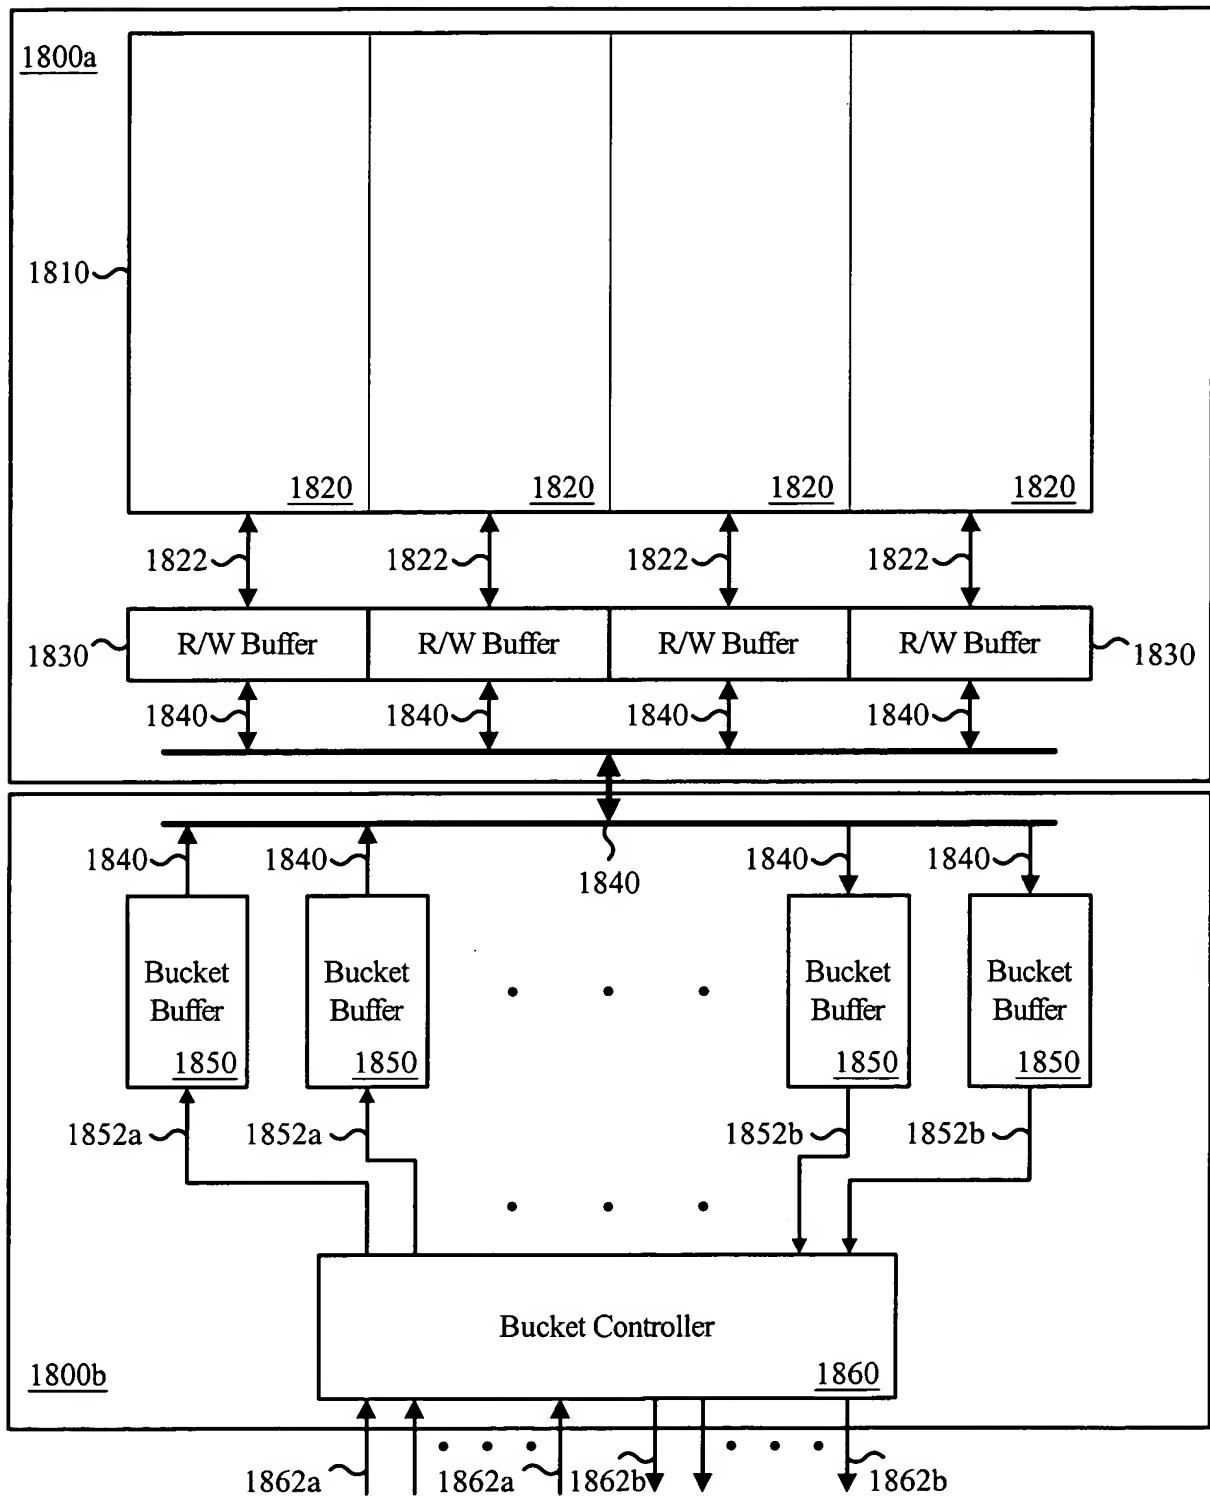 1800a
1810
1820 1820 1820 1820
1822 1822 1822 1822
1830 R/W Buffer R/W Buffer R/W Buffer R/W Buffer 1830
1840 1840 1840 1840
1840 1840 1840 1840 1840
Bucket Buffer 1850
Bucket Buffer 1850
Bucket Buffer 1850
Bucket Buffer 1850
1852a 1852a 1852b 1852b
Bucket Controller
1860
1800b
1862a 1862a 1862b 1862b